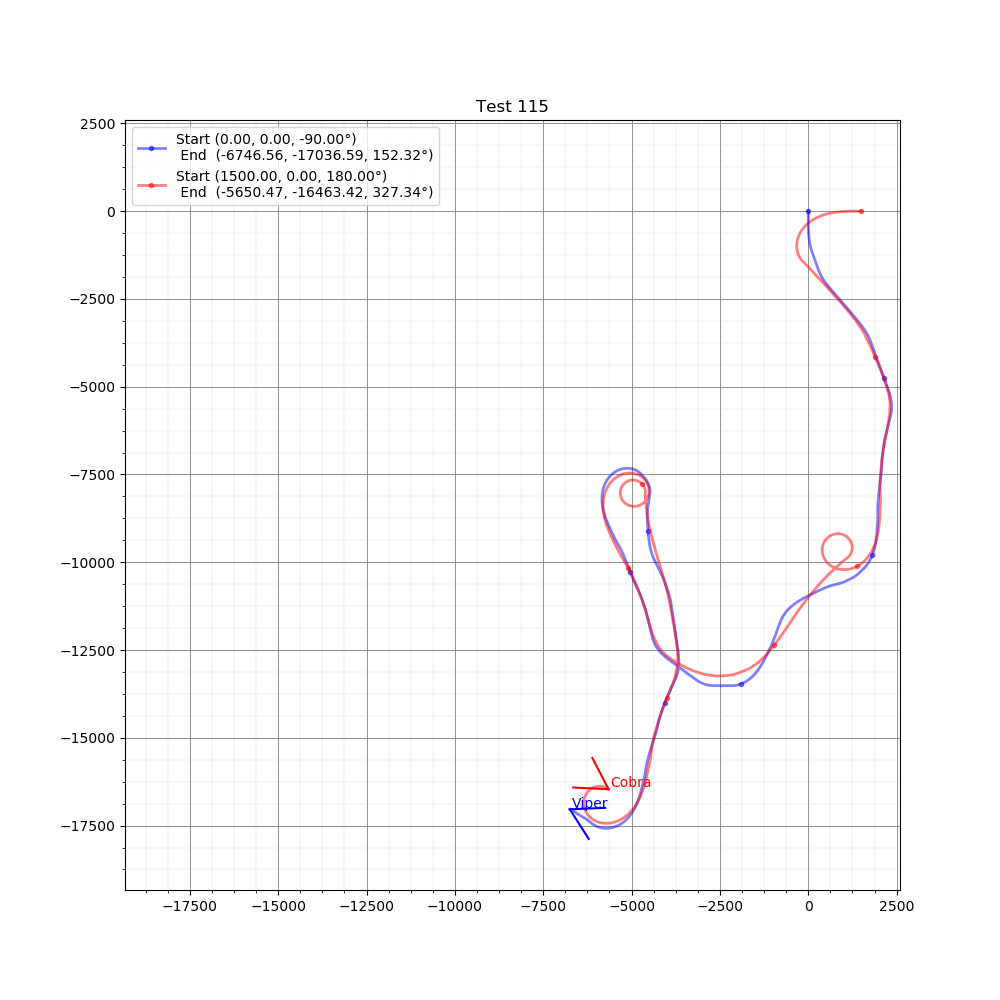 Test 115
Start (0.00, 0.00, -90.00°)
End (-6746.56, -17036.59, 152.32°)
Start (1500.00, 0.00, 180.00°)
End (-5650.47, -16463.42, 327.34°)
2500
0
−2500
−5000
−7500
−10000
−12500
−15000
−17500
Cobra
Viper
−17500 −15000 −12500 −10000 −7500 −5000 −2500 0 2500